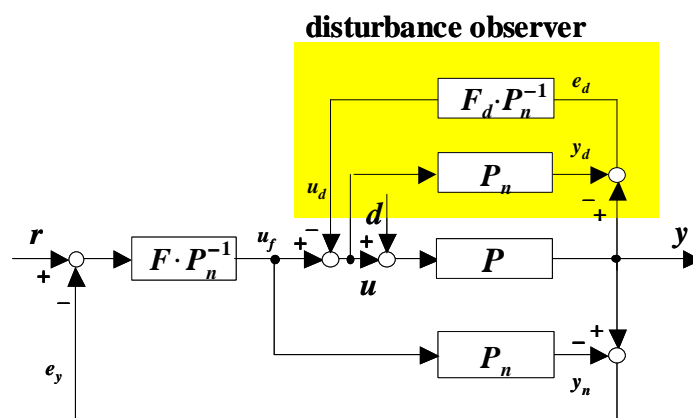 disturbance observer
F_d·P_n^{-1}
e_d
P_n
y_d
u_d
d
−
+
r
+
−
F·P_n^{-1}
u_f
+
−
u
+
P
y
P_n
−
+
y_n
e_y